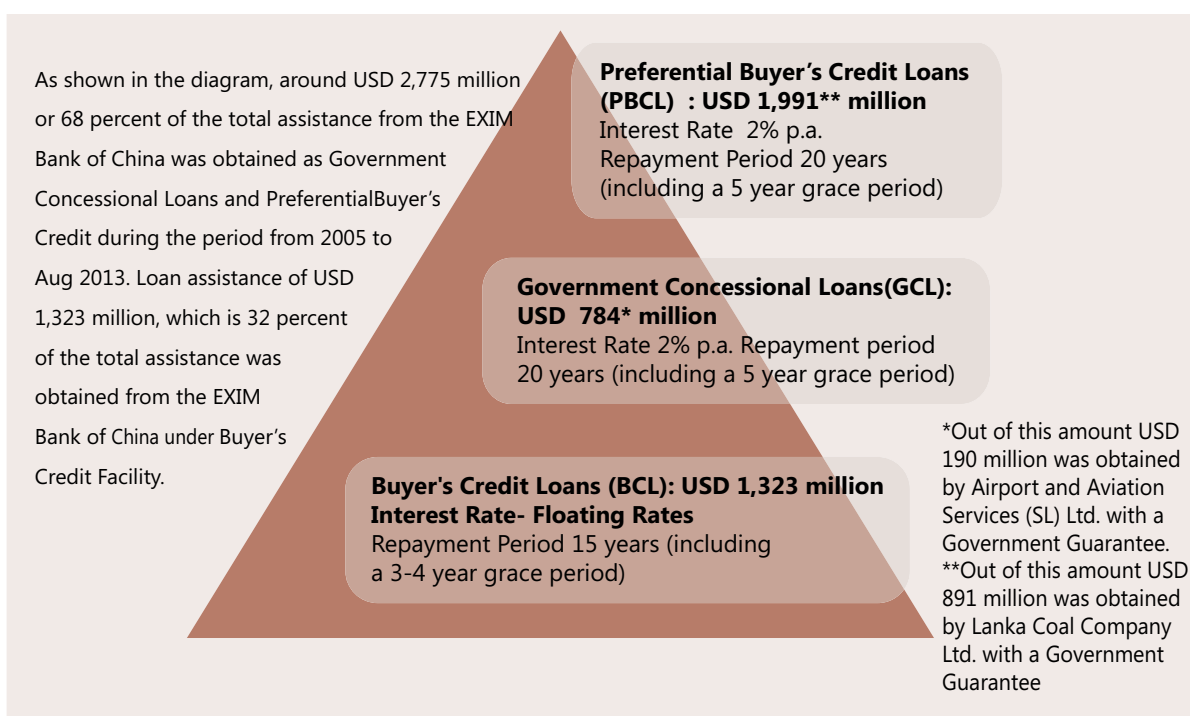 As shown in the diagram, around USD 2,775 million
or 68 percent of the total assistance from the EXIM
Bank of China was obtained as Government
Concessional Loans and PreferentialBuyer’s
Credit during the period from 2005 to
Aug 2013. Loan assistance of USD
1,323 million, which is 32 percent
of the total assistance was
obtained from the EXIM
Bank of China under Buyer’s
Credit Facility.
Preferential Buyer’s Credit Loans
(PBCL)  : USD 1,991** million
Interest Rate  2% p.a.
Repayment Period 20 years
(including a 5 year grace period)
Government Concessional Loans(GCL):
USD  784* million
Interest Rate 2% p.a. Repayment period
20 years (including a 5 year grace period)
Buyer's Credit Loans (BCL): USD 1,323 million
Interest Rate- Floating Rates
Repayment Period 15 years (including
a 3-4 year grace period)
*Out of this amount USD
190 million was obtained
by Airport and Aviation
Services (SL) Ltd. with a
Government Guarantee.
**Out of this amount USD
891 million was obtained
by Lanka Coal Company
Ltd. with a Government
Guarantee